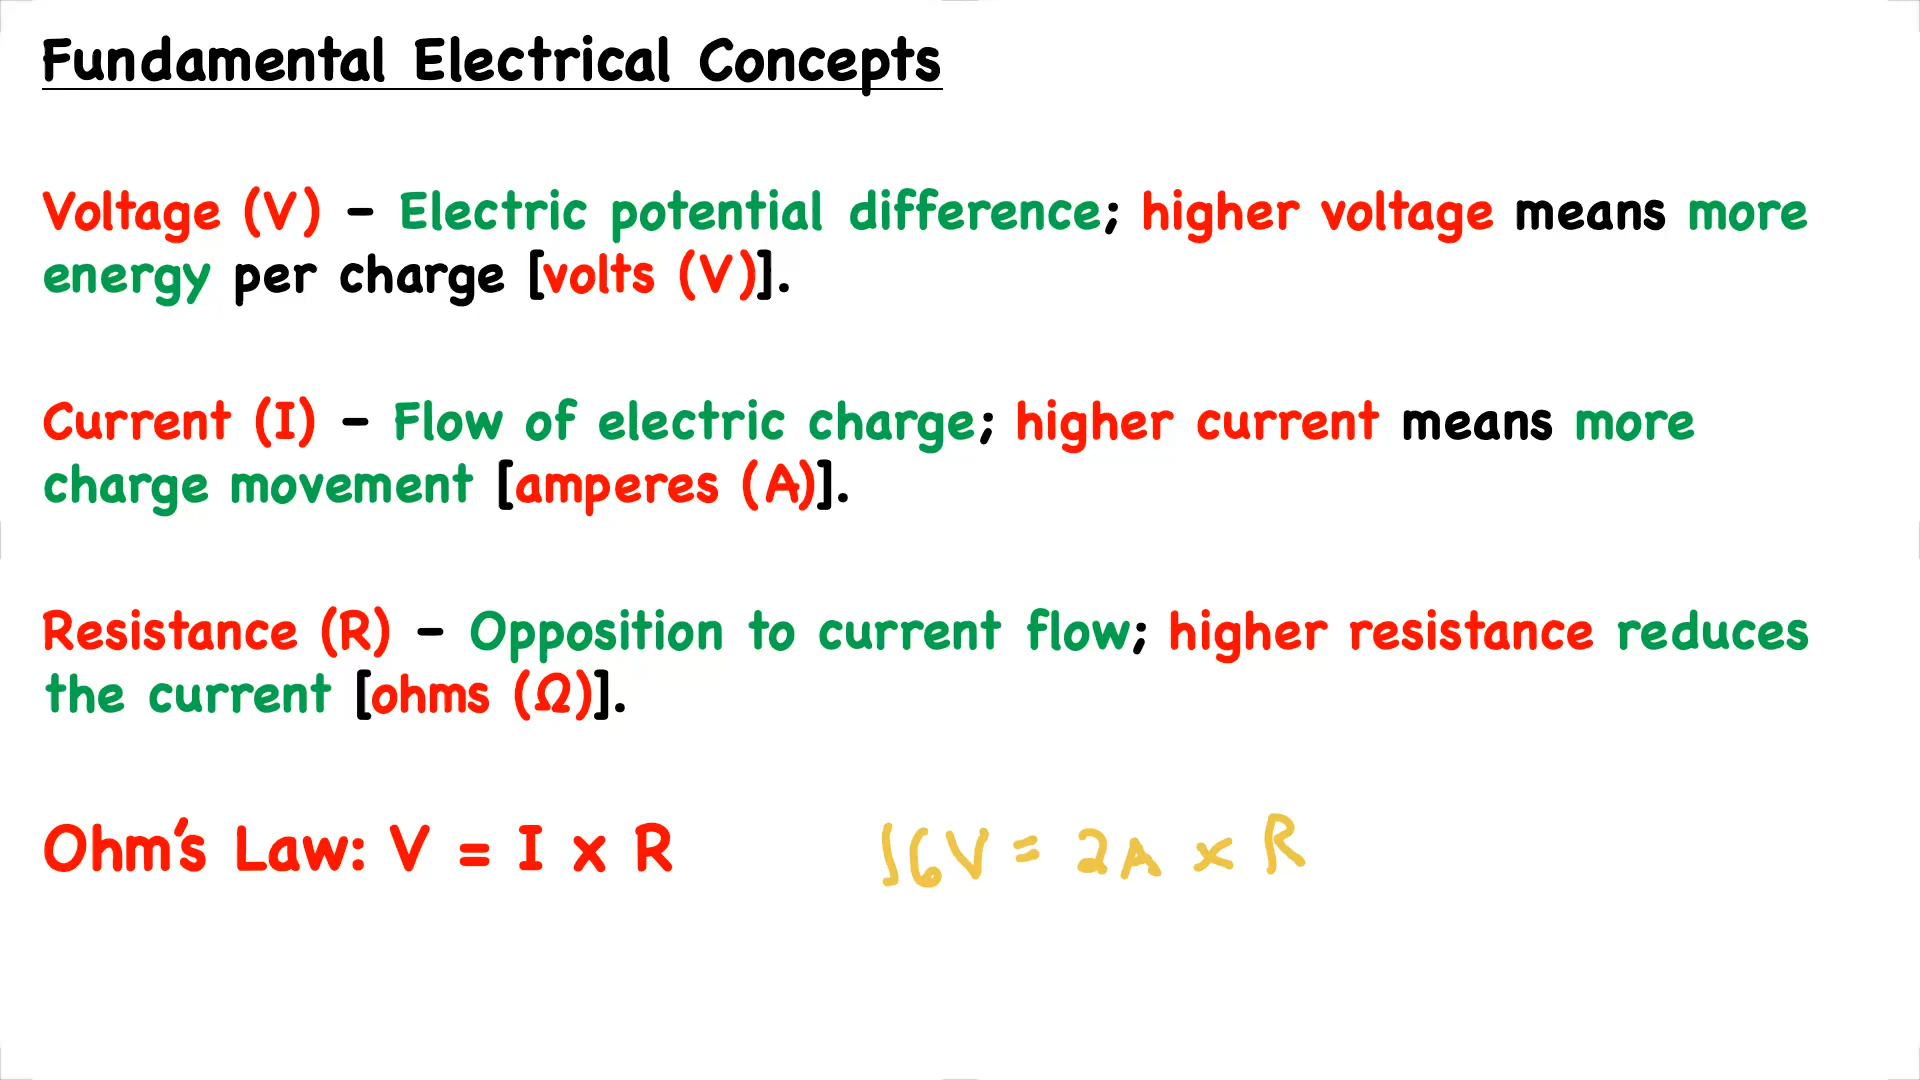 Fundamental Electrical Concepts
Voltage (V) – Electric potential difference; higher voltage means more
energy per charge [volts (V)].
Current (I) – Flow of electric charge; higher current means more
charge movement [amperes (A)].
Resistance (R) – Opposition to current flow; higher resistance reduces
the current [ohms (Ω)].
Ohm's Law: V = I x R 16V = 2A x R